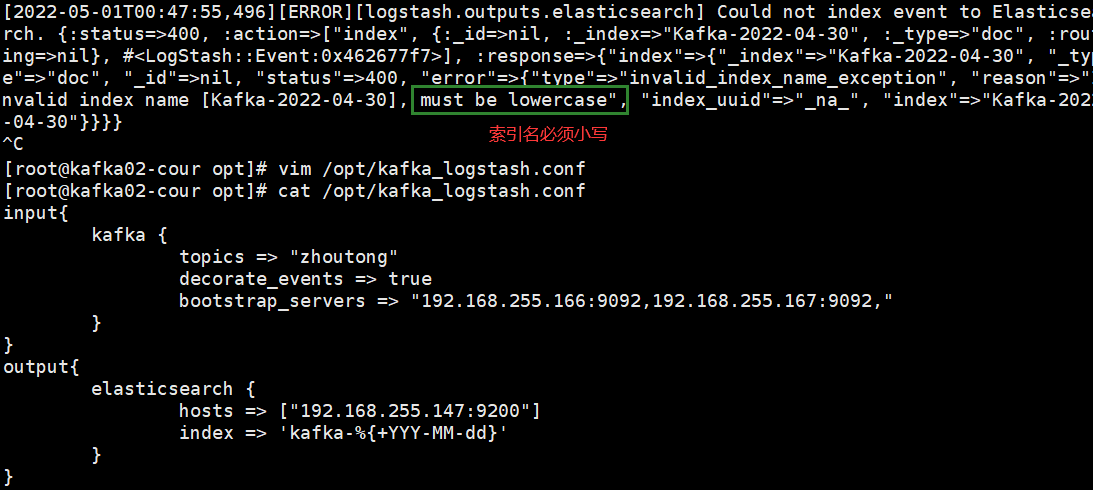 [2022-05-01T00:47:55,496][ERROR][logstash.outputs.elasticsearch] Could not index event to Elasticsea
rch. {:status=>400, :action=>["index", {:_id=>nil, :_index=>"Kafka-2022-04-30", :_type=>"doc", :rout
ing=>nil}, #<LogStash::Event:0x462677f7>], :response=>{"index"=>{"_index"=>"Kafka-2022-04-30", "_typ
e"=>"doc", "_id"=>nil, "status"=>400, "error"=>{"type"=>"invalid_index_name_exception", "reason"=>"I
nvalid index name [Kafka-2022-04-30], must be lowercase", "index_uuid"=>"_na_", "index"=>"Kafka-2022
-04-30"}}}}
索引名必须小写
^C
[root@kafka02-cour opt]# vim /opt/kafka_logstash.conf
[root@kafka02-cour opt]# cat /opt/kafka_logstash.conf
input{
kafka {
topics => "zhoutong"
decorate_events => true
bootstrap_servers => "192.168.255.166:9092,192.168.255.167:9092,"
}
}
output{
elasticsearch {
hosts => ["192.168.255.147:9200"]
index => 'kafka-%{+YYY-MM-dd}'
}
}